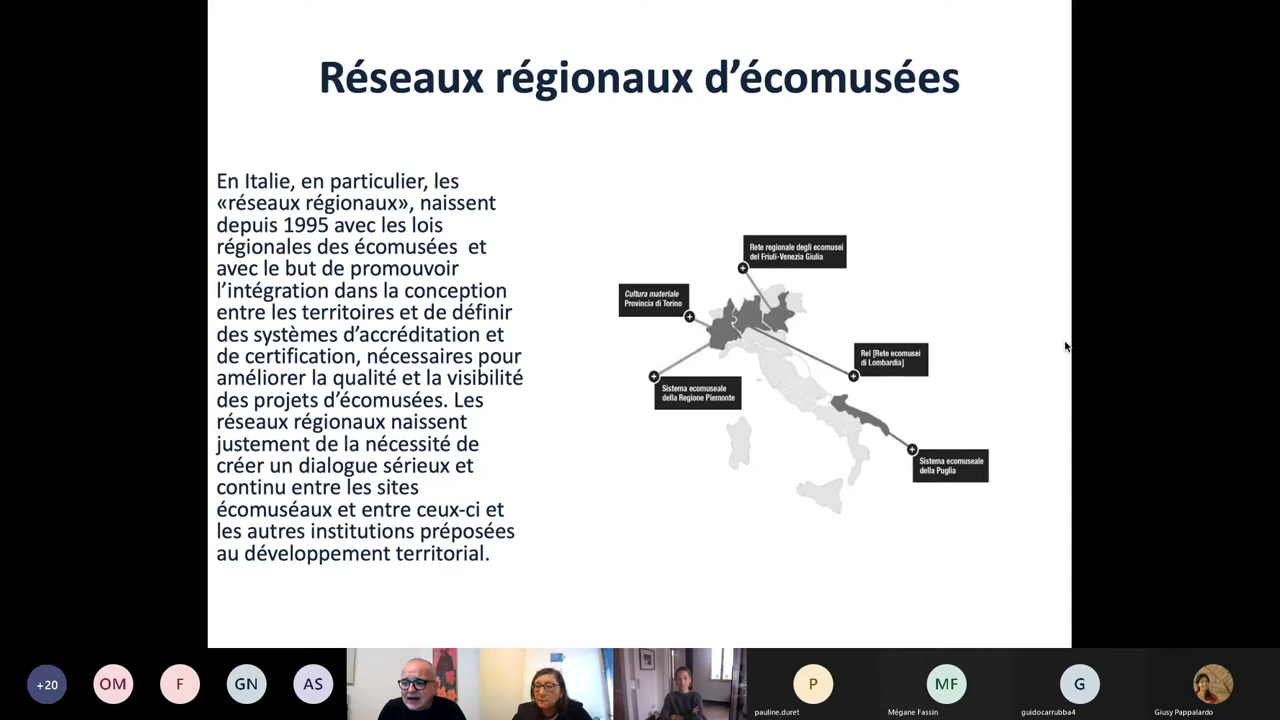 Réseaux régionaux d’écomusées
En Italie, en particulier, les
«réseaux régionaux», naissent
depuis 1995 avec les lois
régionales des écomusées et
avec le but de promouvoir
l’intégration dans la conception
entre les territoires et de définir
des systèmes d’accréditation et
de certification, nécessaires pour
améliorer la qualité et la visibilité
des projets d’écomusées. Les
réseaux régionaux naissent
justement de la nécessité de
créer un dialogue sérieux et
continu entre les sites
écomuséaux et entre ceux-ci et
les autres institutions préposées
au développement territorial.
Rete regionale degli ecomusei
del Friuli-Venezia Giulia
Cultura materiale
Provincia di Torino
Rel [Rete ecomusei
di Lombardia]
Sistema ecomuseale
della Regione Piemonte
Sistema ecomuseale
della Puglia
+20
OM
F
GN
AS
P
pauline.duret
MF
Mégane Fassin
G
guidocarrubba4
Giusy Pappalardo